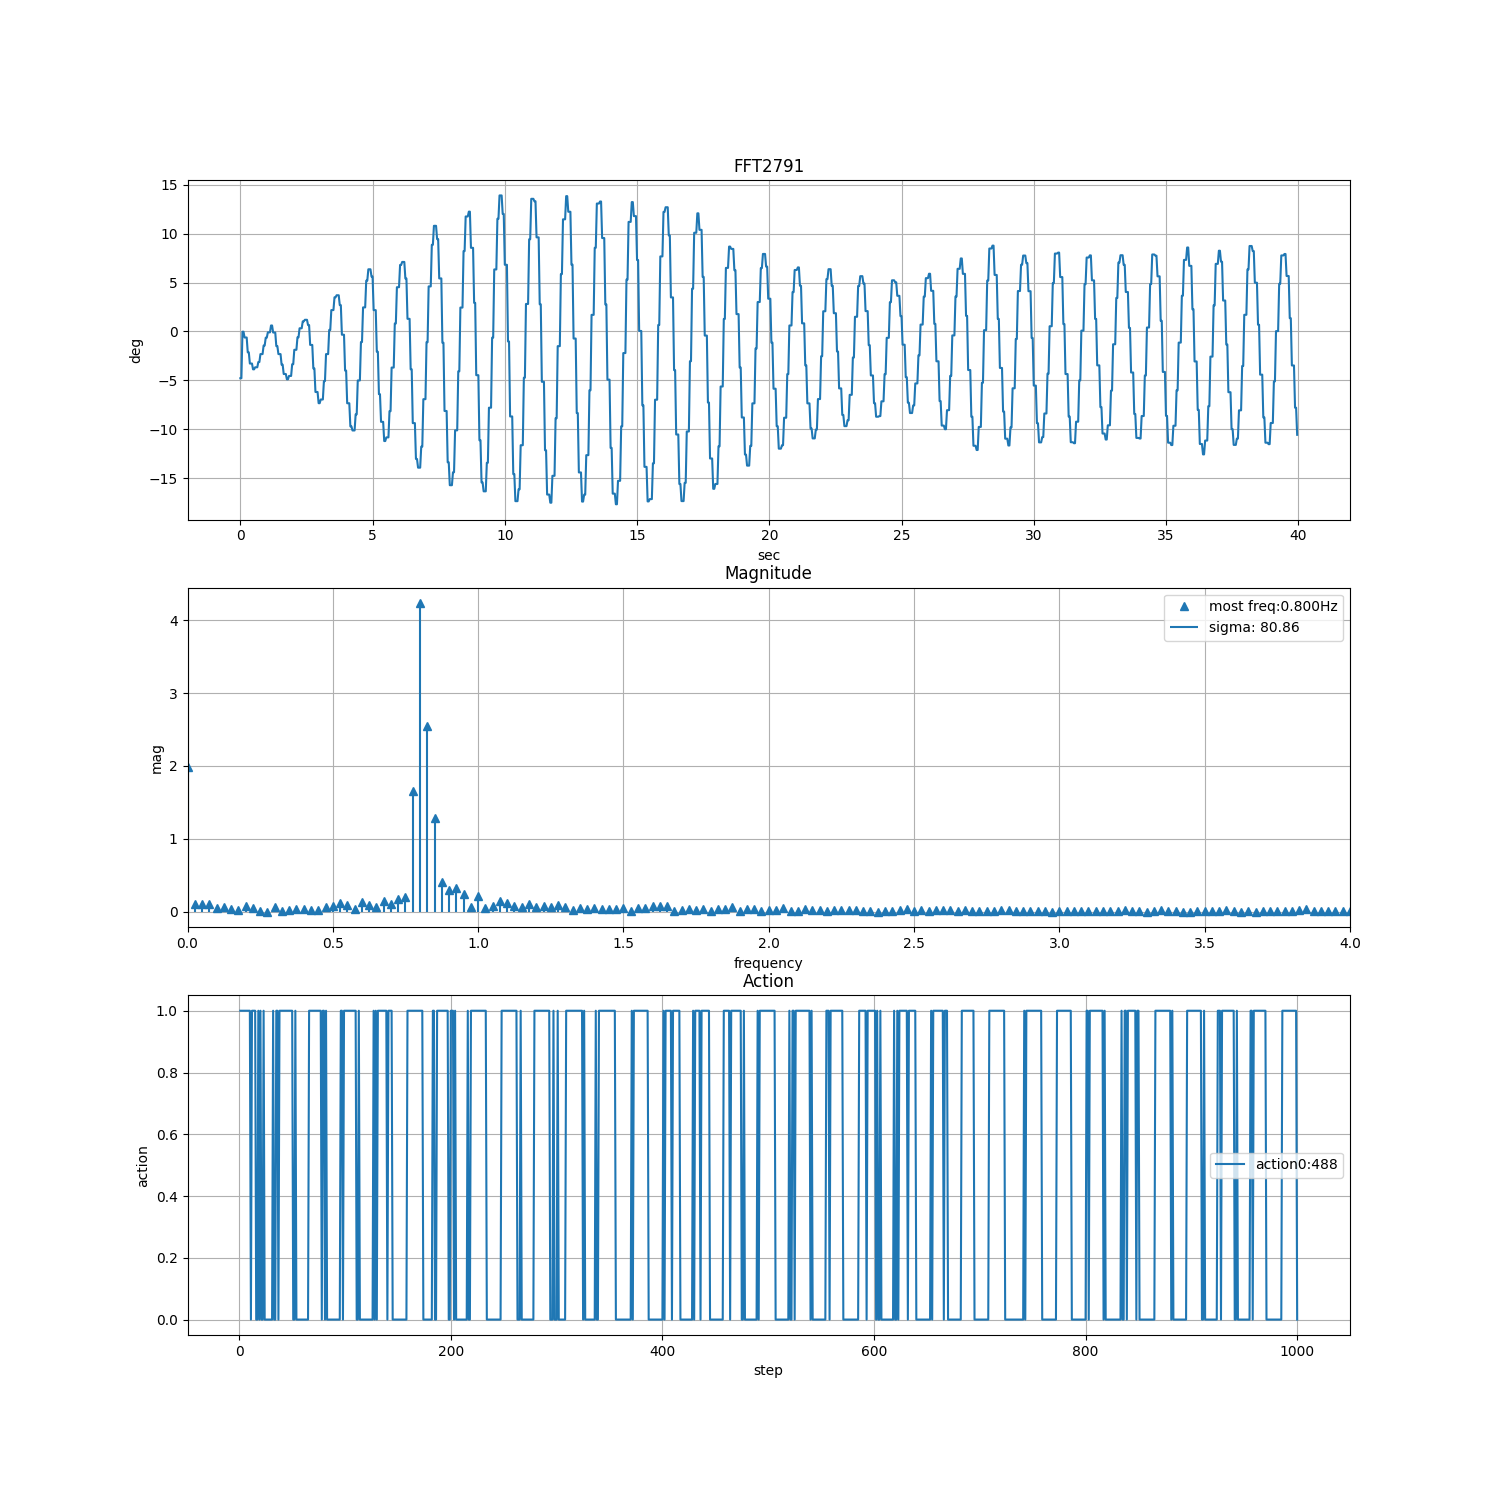 FFT2791
15
10
5
0
−5
−10
−15
deg
0 5 10 15 20 25 30 35 40
sec
Magnitude
most freq:0.800Hz
sigma: 80.86
4
3
2
1
0
mag
0.0 0.5 1.0 1.5 2.0 2.5 3.0 3.5 4.0
frequency
Action
1.0
0.8
0.6
0.4
0.2
0.0
action
action0:488
0 200 400 600 800 1000
step